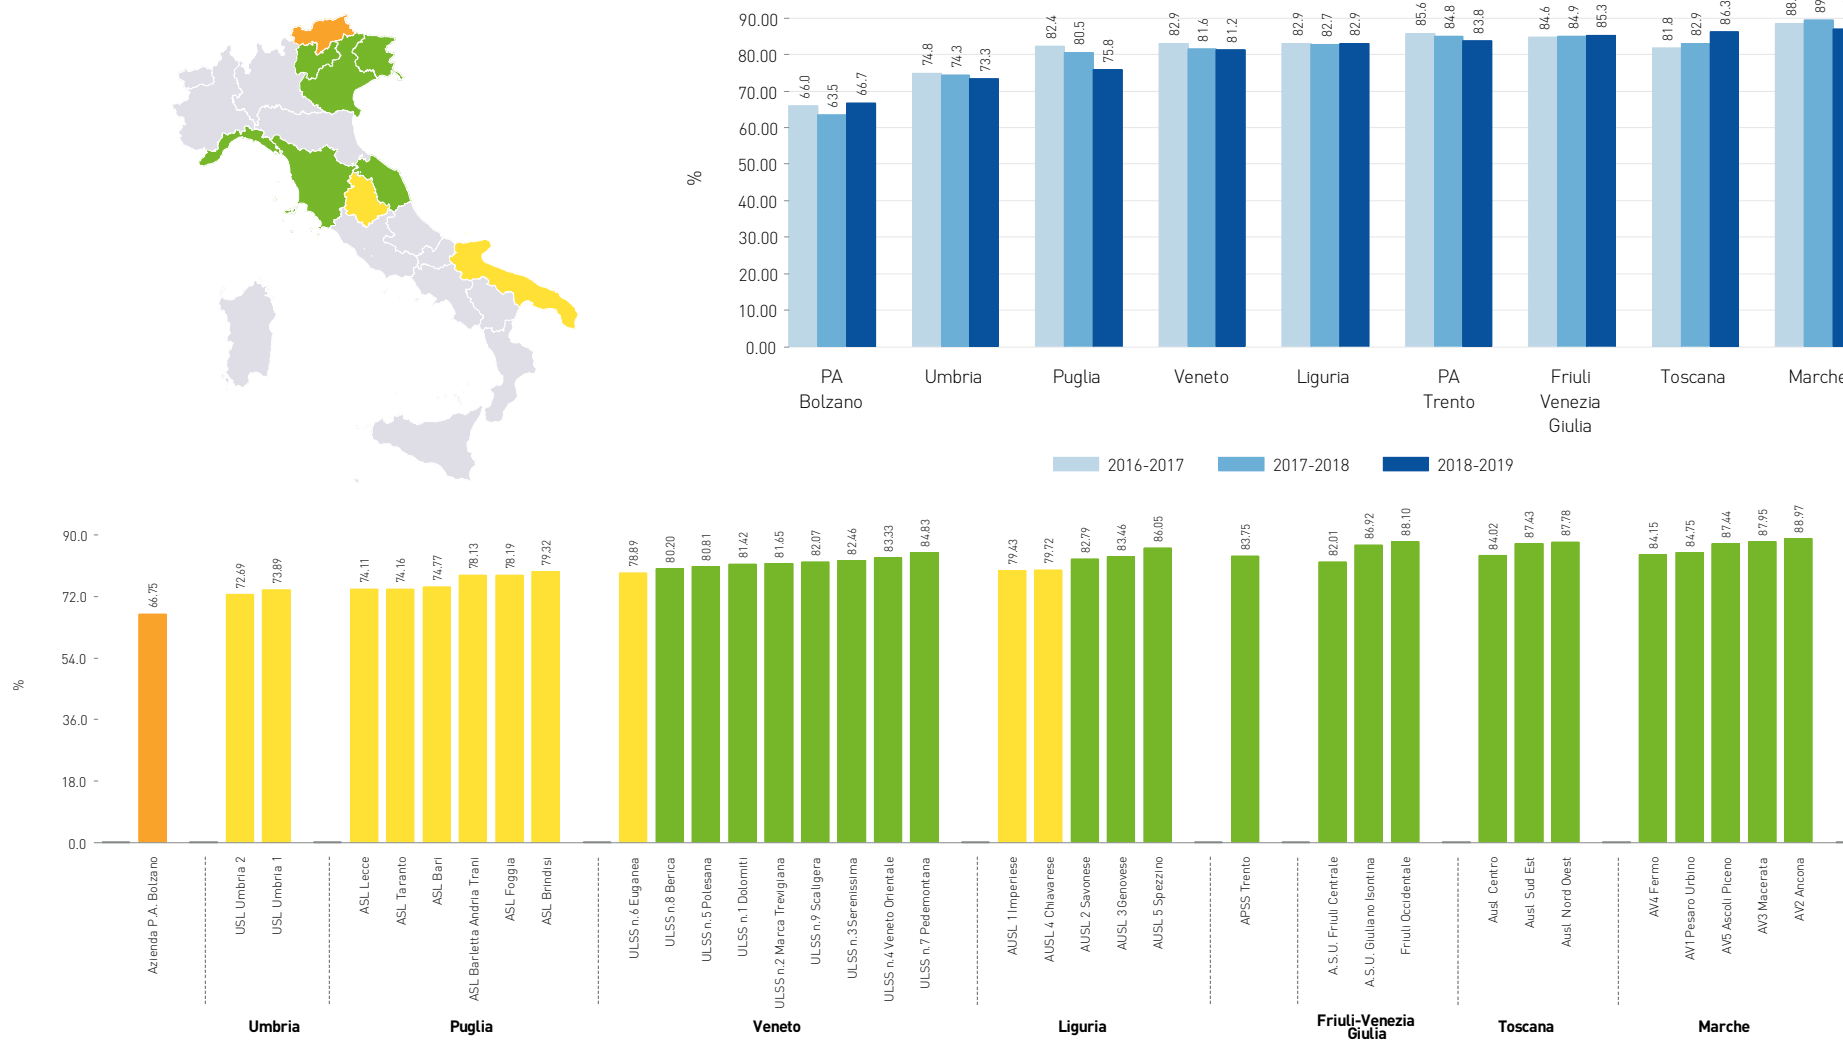 90.00
80.00
70.00
60.00
50.00
40.00
30.00
20.00
10.00
0.00
%
66.0 63.5 66.7
74.8 74.3 73.3
82.4 80.5 75.8
82.9 81.6 81.2
82.9 82.7 82.9
85.6 84.8 83.8
84.6 84.9 85.3
81.8 82.9 86.3
88. 89
PA
Bolzano
Umbria
Puglia
Veneto
Liguria
PA
Trento
Friuli
Venezia
Giulia
Toscana
Marche
2016-2017 2017-2018 2018-2019
90.0
72.0
54.0
36.0
18.0
0.0
%
66.75
72.69 73.89
74.11 74.16 74.77 78.13 78.19 79.32
78.89 80.20 80.81 81.42 81.65 82.07 82.46 83.33 84.83
79.43 79.72 82.79 83.46 86.05
83.75
82.01 86.92 88.10
84.02 87.43 87.78
84.15 84.75 87.44 87.95 88.97
Azienda P.A. Bolzano
USL Umbria 2
USL Umbria 1
ASL Lecce
ASL Taranto
ASL Bari
ASL Barletta Andria Trani
ASL Foggia
ASL Brindisi
ULSS n.6 Euganea
ULSS n.8 Berica
ULSS n.5 Polesana
ULSS n.1 Dolomiti
ULSS n.2 Marca Trevigiana
ULSS n.9 Scaligera
ULSS n.3 Serenissima
ULSS n.4 Veneto Orientale
ULSS n.7 Pedemontana
AUSL 1 Imperiese
AUSL 4 Chiavarese
AUSL 2 Savonese
AUSL 3 Genovese
AUSL 5 Spezzino
APSS Trento
A.S.U. Friuli Centrale
A.S.U. Giuliano Isontina
Friuli Occidentale
Ausl Centro
Ausl Sud Est
Ausl Nord Ovest
AV4 Fermo
AV1 Pesaro Urbino
AV5 Ascoli Piceno
AV3 Macerata
AV2 Ancona
Umbria
Puglia
Veneto
Liguria
Friuli-Venezia
Giulia
Toscana
Marche